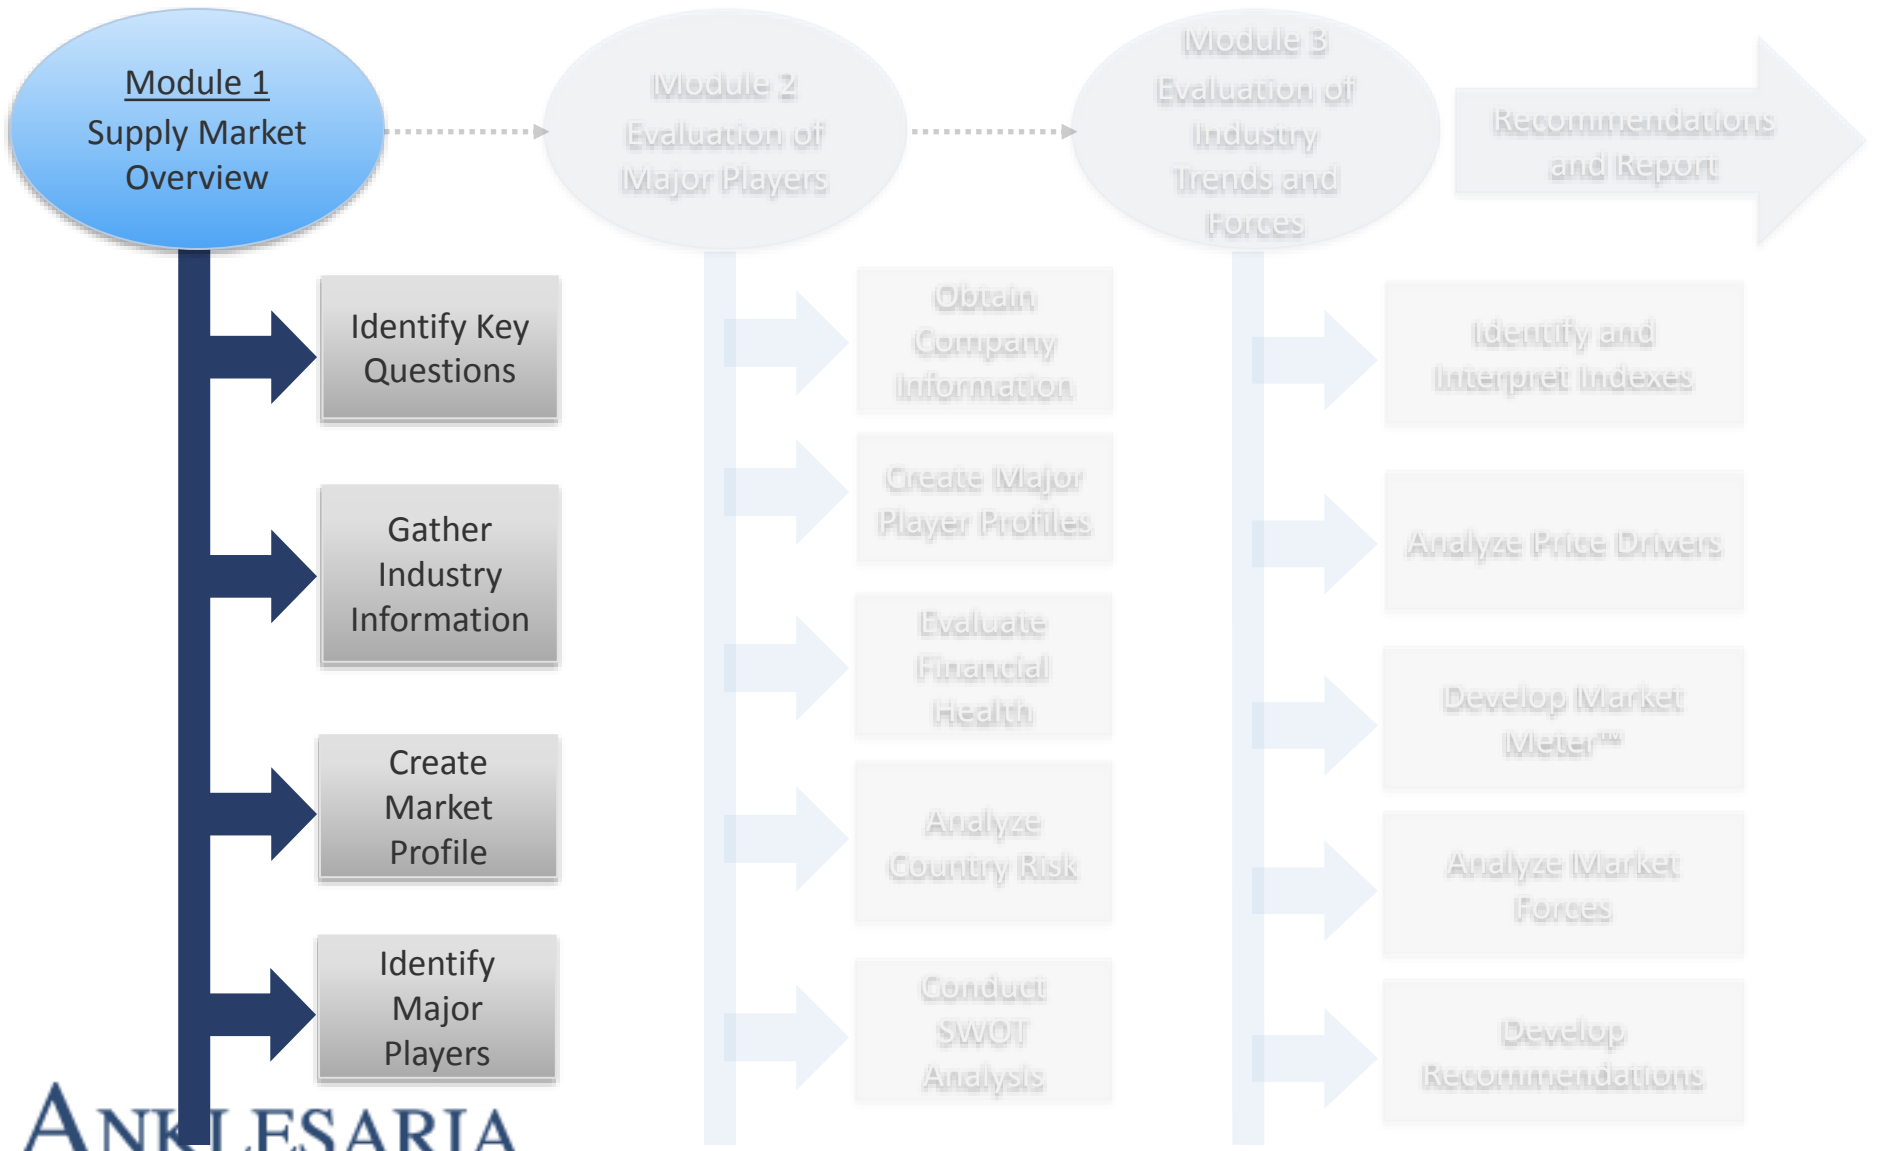 Module 1
Supply Market
Overview
Identify Key
Questions
Gather
Industry
Information
Create
Market
Profile
Identify
Major
Players
Module 2
Evaluation of
Major Players
Obtain
Company
Information
Create Major
Player Profiles
Evaluate
Financial
Health
Analyze
Country Risk
Conduct
SWOT
Analysis
Module 3
Evaluation of
Industry
Trends and
Forces
Identify and
Interpret Indexes
Analyze Price Drivers
Develop Market
Meter™
Analyze Market
Forces
Develop
Recommendations
Recommendations
and Report
ANKLESARIA